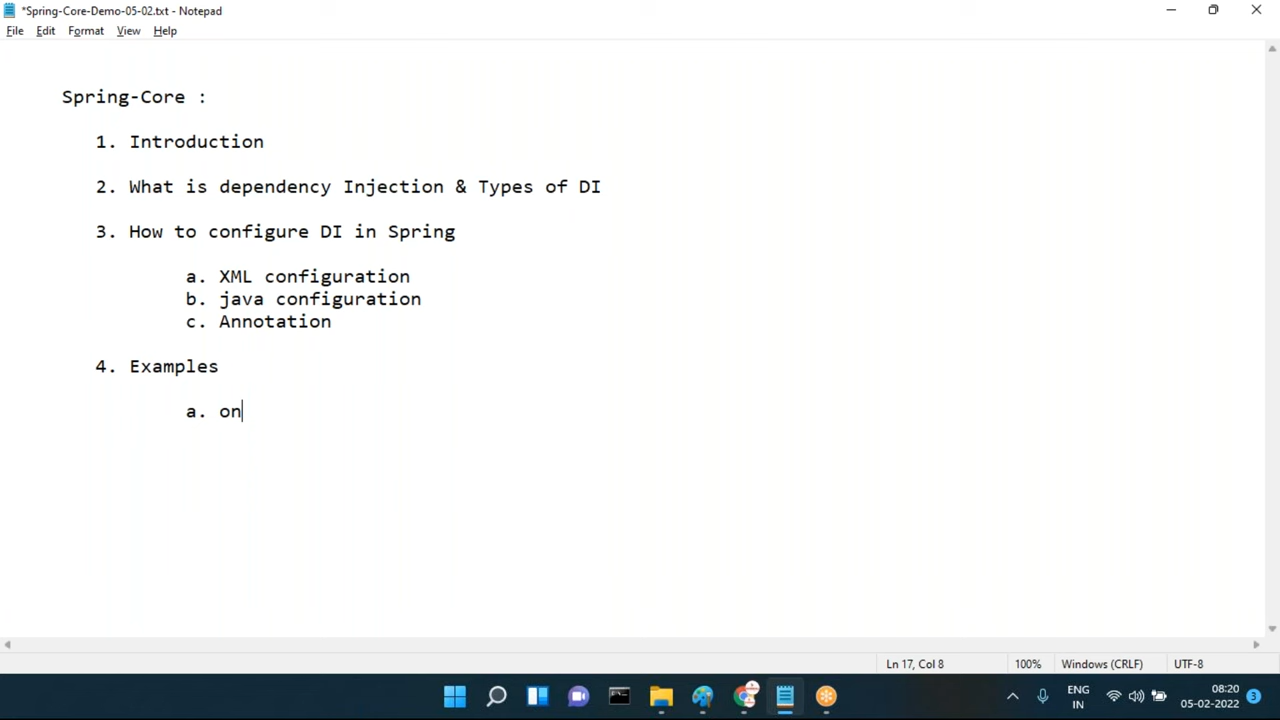 *Spring-Core-Demo-05-02.txt - Notepad
File Edit Format View Help
Spring-Core :
1. Introduction
2. What is dependency Injection & Types of DI
3. How to configure DI in Spring
a. XML configuration
b. java configuration
c. Annotation
4. Examples
a. on
Ln 17, Col 8 100% Windows (CRLF) UTF-8
ENG 08:20
IN 05-02-2022 3